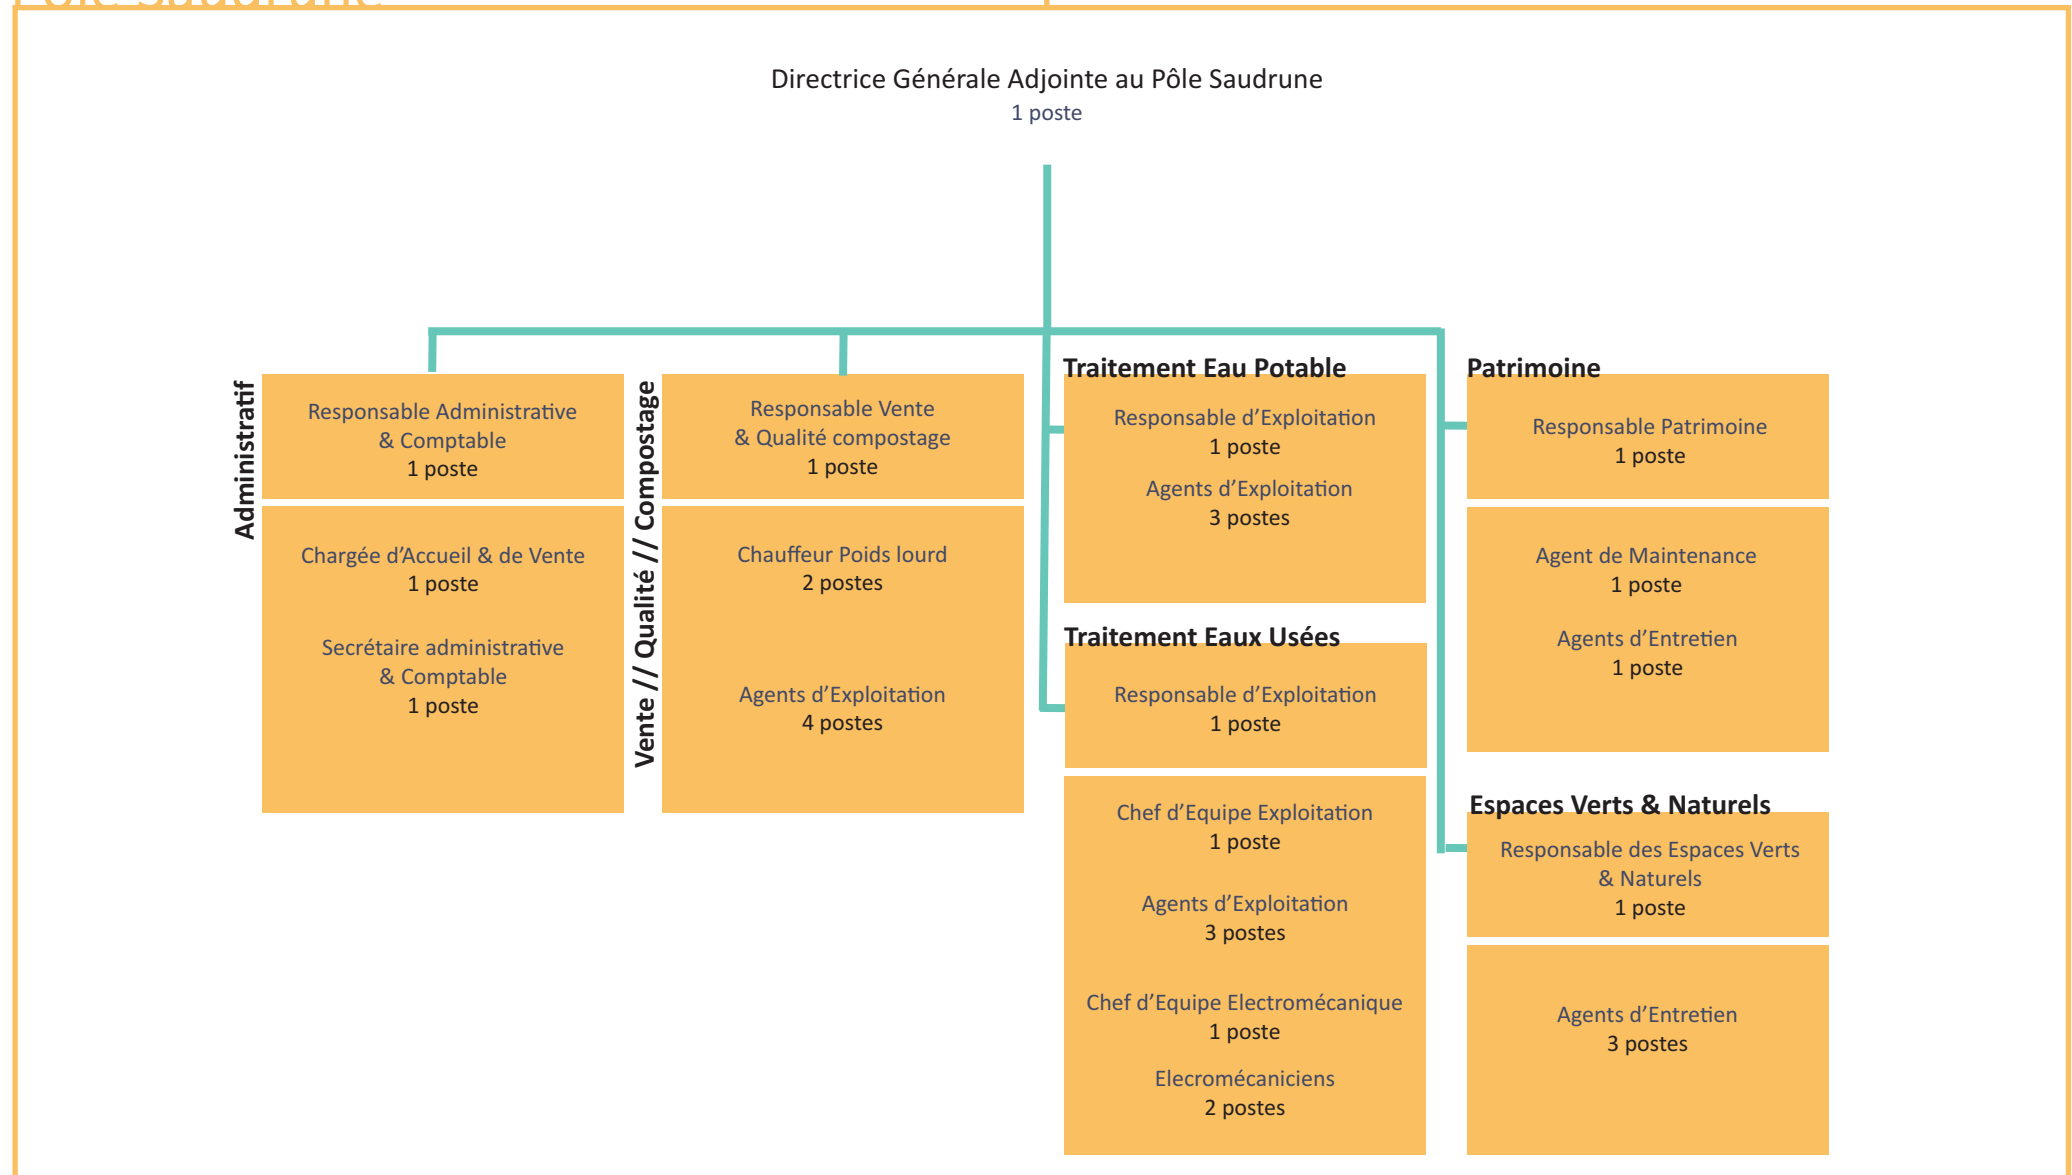 Pôle Saudrune
Directrice Générale Adjointe au Pôle Saudrune
1 poste
Administratif
Responsable Administrative
& Comptable
1 poste
Chargée d’Accueil & de Vente
1 poste
Secrétaire administrative
& Comptable
1 poste
Vente // Qualité // Compostage
Responsable Vente
& Qualité compostage
1 poste
Chauffeur Poids lourd
2 postes
Agents d’Exploitation
4 postes
Traitement Eau Potable
Responsable d’Exploitation
1 poste
Agents d’Exploitation
3 postes
Traitement Eaux Usées
Responsable d’Exploitation
1 poste
Chef d’Equipe Exploitation
1 poste
Agents d’Exploitation
3 postes
Chef d’Equipe Electromécanique
1 poste
Elecromécaniciens
2 postes
Patrimoine
Responsable Patrimoine
1 poste
Agent de Maintenance
1 poste
Agents d’Entretien
1 poste
Espaces Verts & Naturels
Responsable des Espaces Verts
& Naturels
1 poste
Agents d’Entretien
3 postes